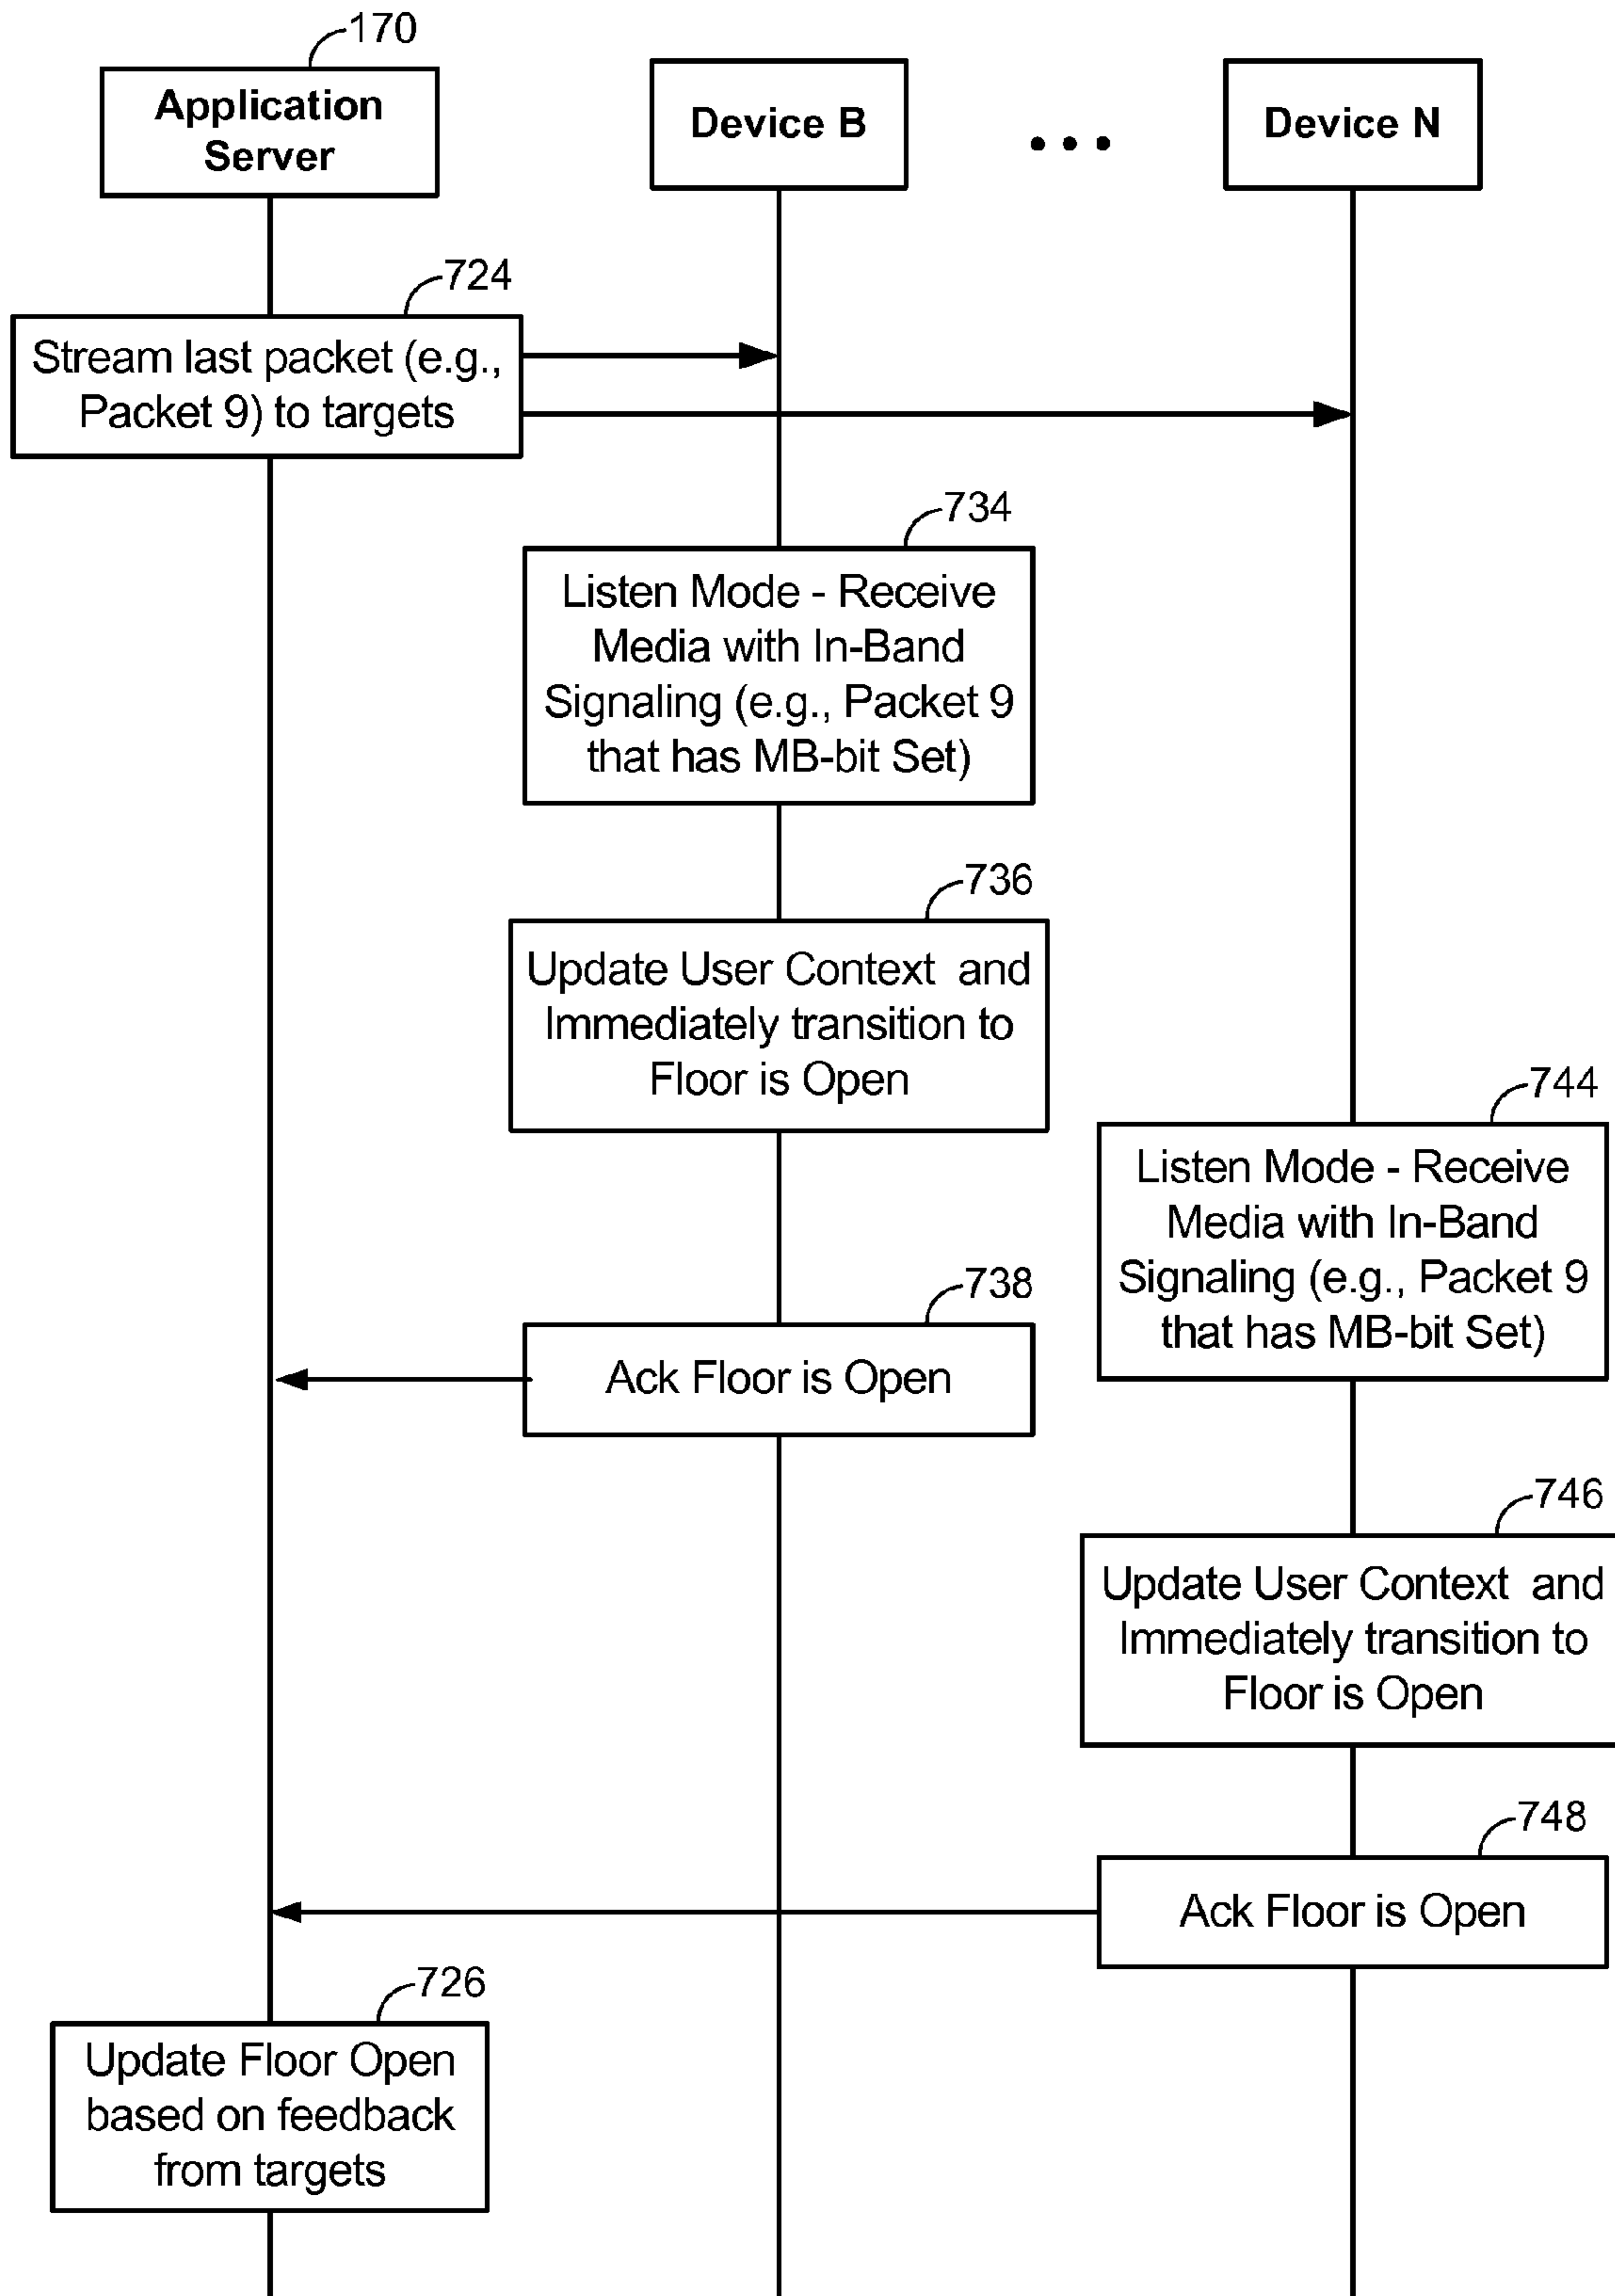 170
Application
Server
Device B
• • •
Device N
724
Stream last packet (e.g.,
Packet 9) to targets
734
Listen Mode - Receive
Media with In-Band
Signaling (e.g., Packet 9
that has MB-bit Set)
736
Update User Context and
Immediately transition to
Floor is Open
744
Listen Mode - Receive
Media with In-Band
Signaling (e.g., Packet 9
that has MB-bit Set)
738
Ack Floor is Open
746
Update User Context and
Immediately transition to
Floor is Open
748
Ack Floor is Open
726
Update Floor Open
based on feedback
from targets